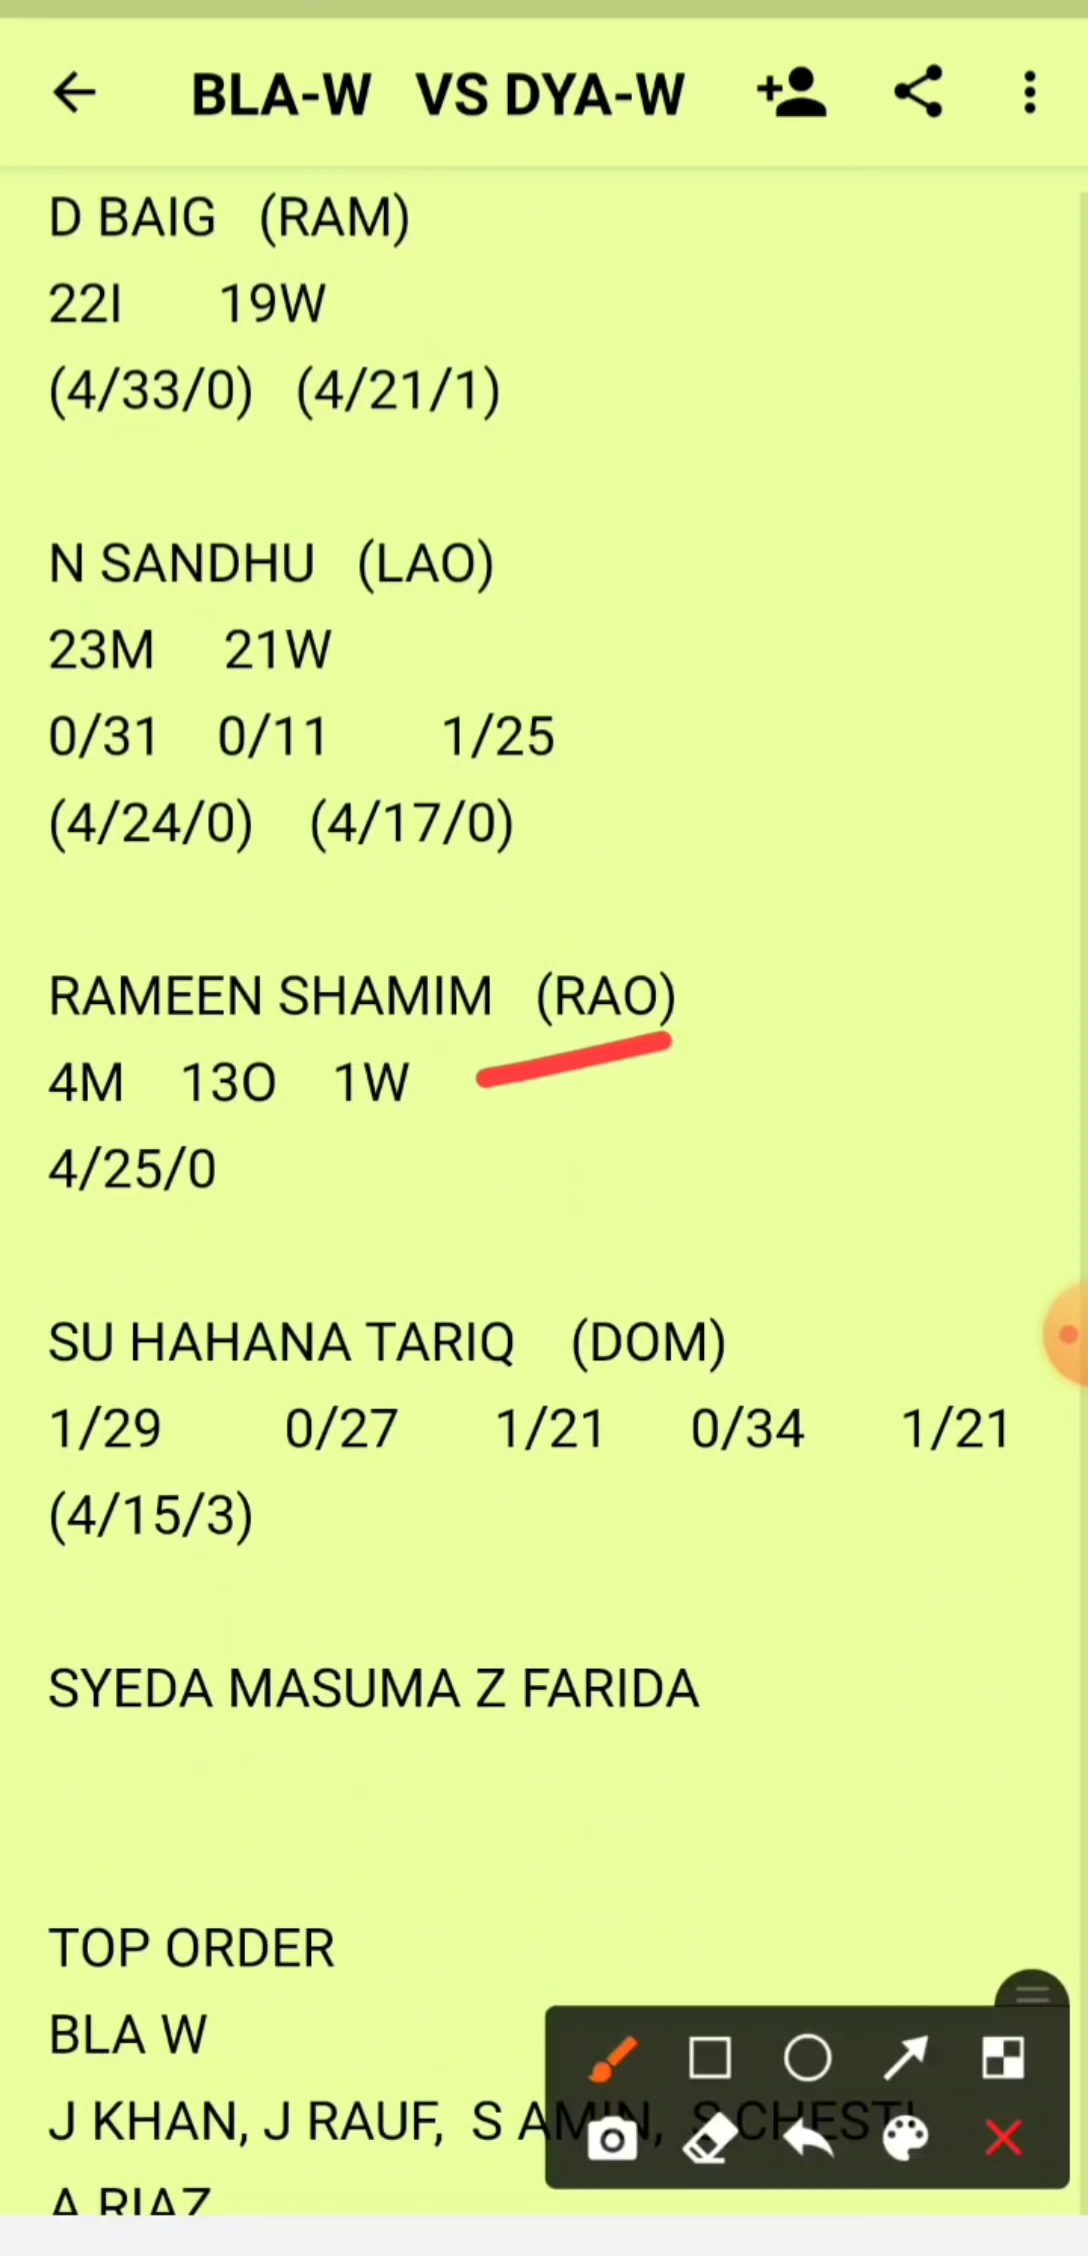 BLA-W VS DYA-W
D BAIG (RAM)
22I 19W
(4/33/0) (4/21/1)
N SANDHU (LAO)
23M 21W
0/31 0/11 1/25
(4/24/0) (4/17/0)
RAMEEN SHAMIM (RAO)
4M 13O 1W
4/25/0
SU HAHANA TARIQ (DOM)
1/29 0/27 1/21 0/34 1/21
(4/15/3)
SYEDA MASUMA Z FARIDA
TOP ORDER
BLA W
J KHAN, J RAUF, S AMIN, S CHESTI
A RIAZ